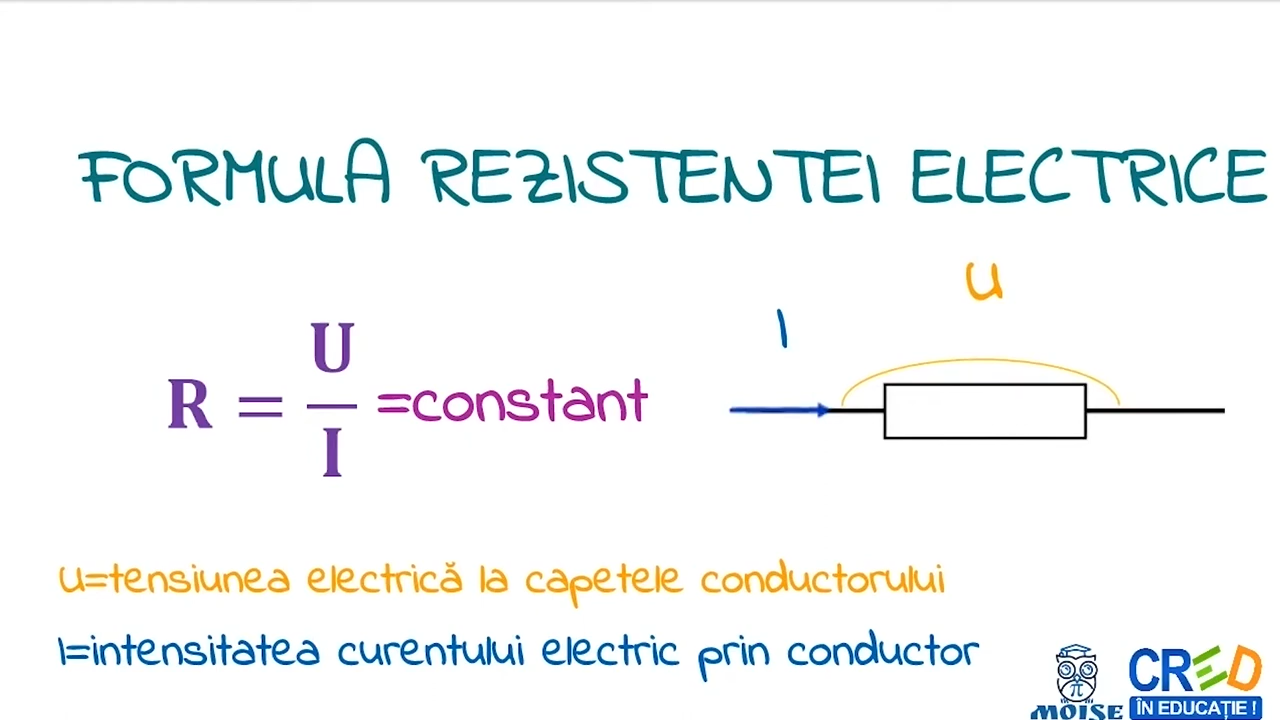 FORMULA REZISTENTEI ELECTRICE
U
I
R = U/I =constant
U=tensiunea electrică la capetele conductorului
I=intensitatea curentului electric prin conductor
π
MOISE
CRED
ÎN EDUCAȚIE!